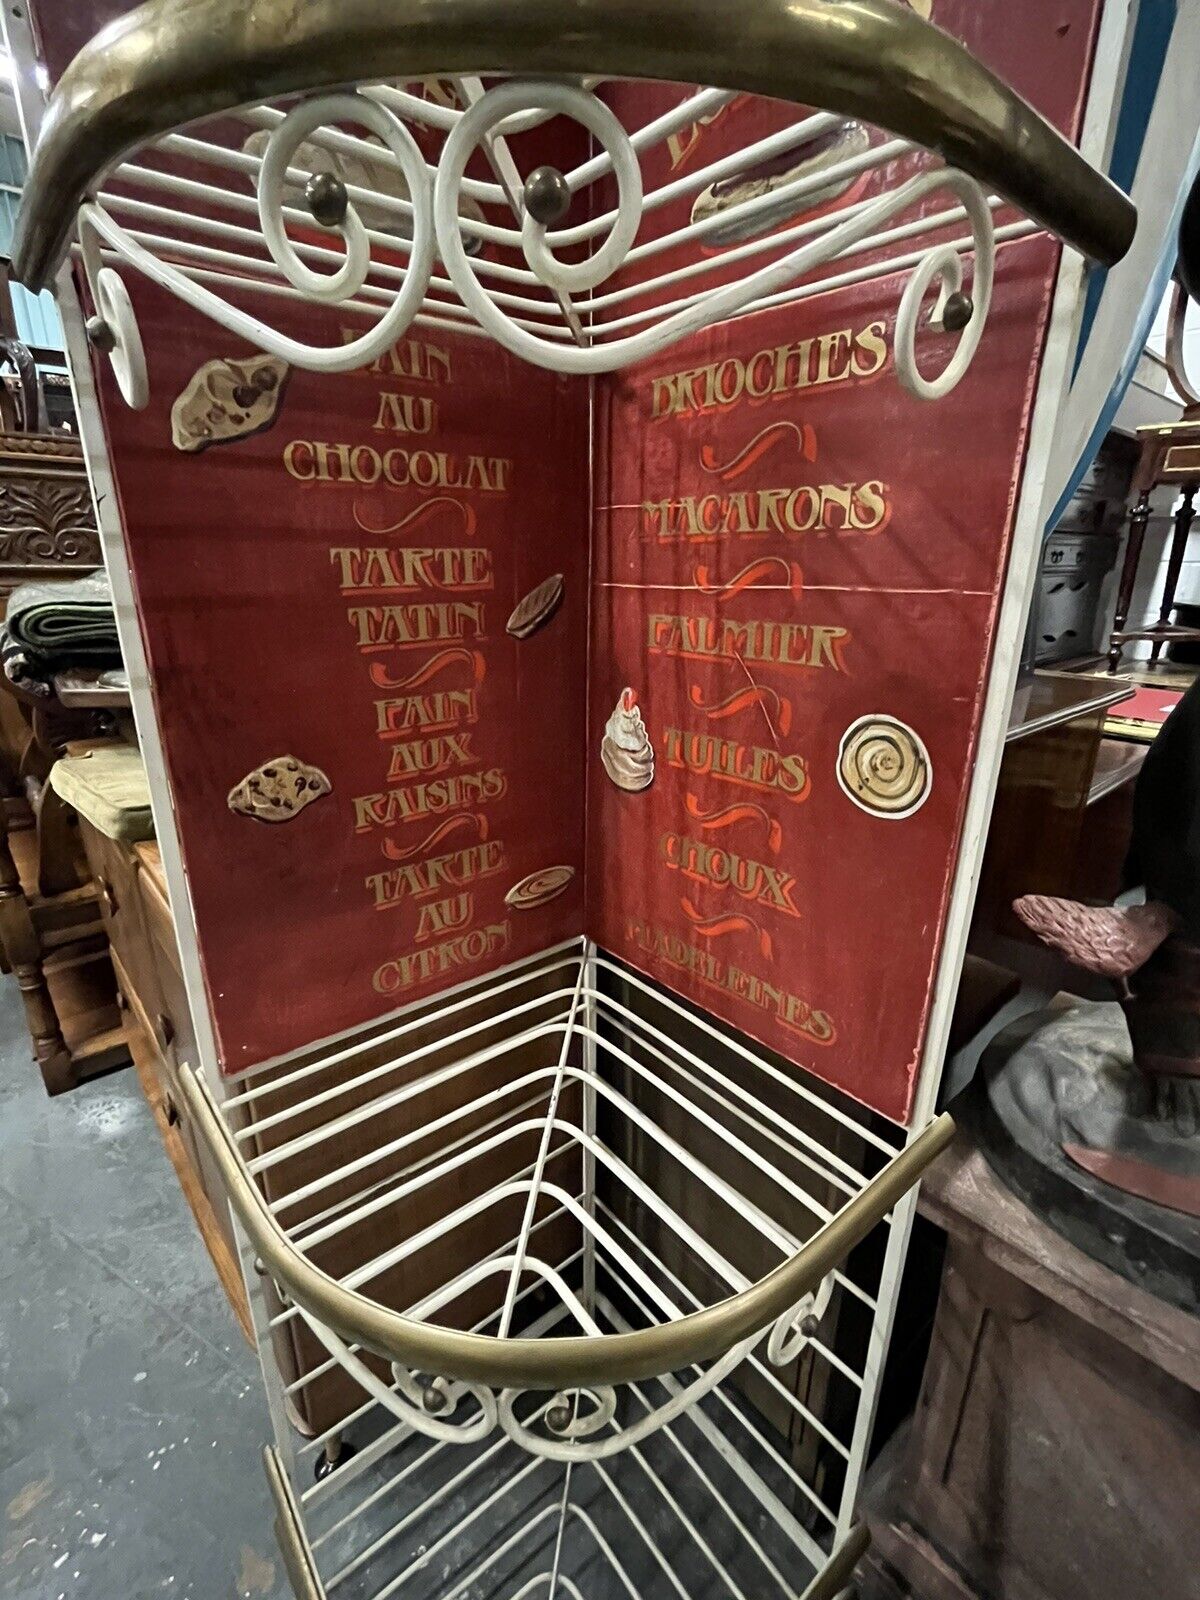 PAIN
AU
CHOCOLAT
TARTE
TATIN
PAIN
AUX
RAISINS
TARTE
AU
CITRON
BRIOCHES
MACARONS
PALMIER
TUILES
CHOUX
MADELEINES